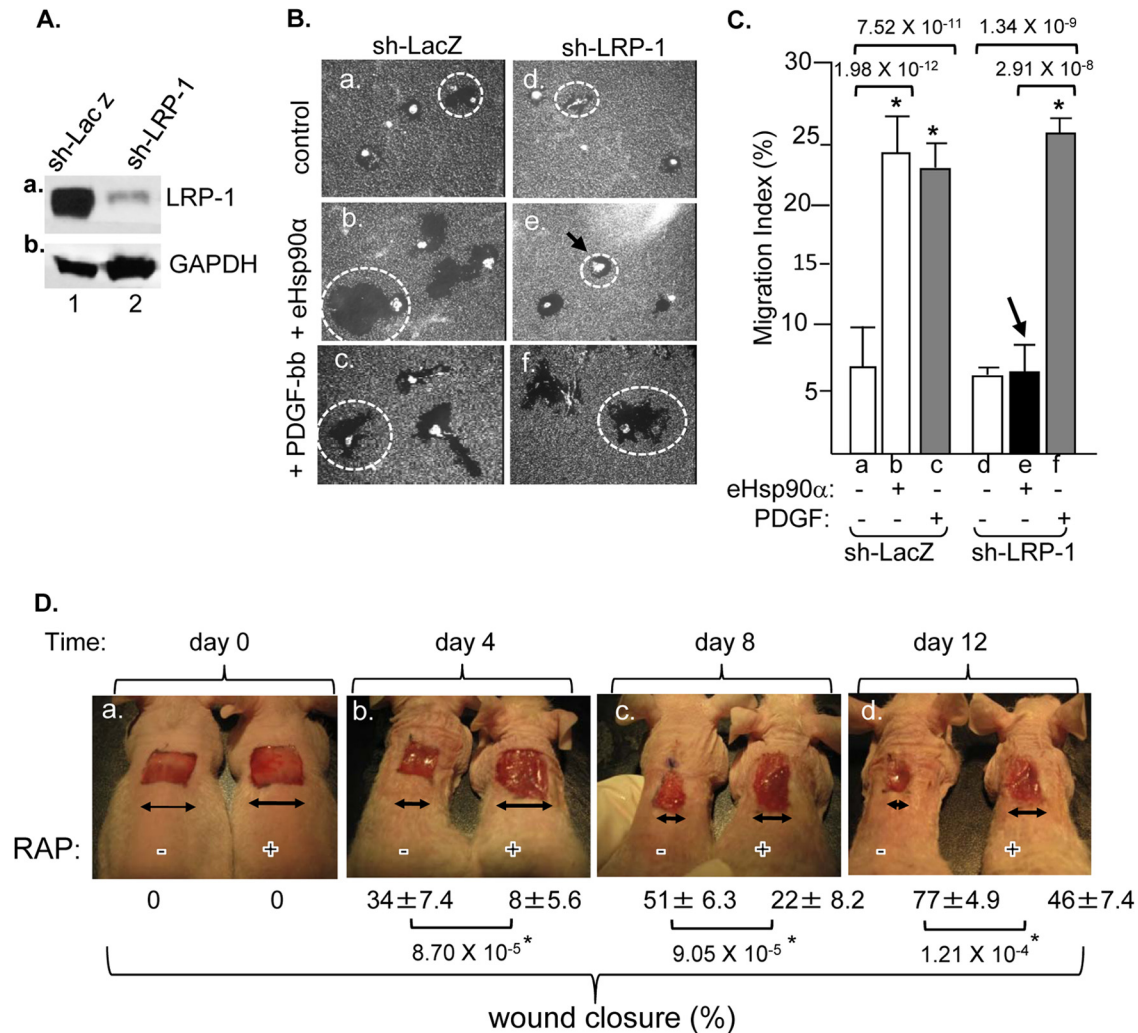 A.
sh-Lac z
sh-LRP-1
a.
LRP-1
b.
GAPDH
1 2
B.
sh-LacZ sh-LRP-1
control
a. d.
+ eHsp90α
b. e.
+ PDGF-bb
c. f.
C.
7.52 X 10-11 1.34 X 10-9
1.98 X 10-12 2.91 X 10-8
Migration Index (%)
30
25
20
10
5
* * *
a b c d e f
eHsp90α: - + - - + -
PDGF: - - + - - +
sh-LacZ sh-LRP-1
D.
Time: day 0 day 4 day 8 day 12
a. b. c. d.
RAP: - + - + - + - +
0 0 34±7.4 8±5.6 51± 6.3 22± 8.2 77±4.9 46±7.4
8.70 X 10-5 * 9.05 X 10-5 * 1.21 X 10-4 *
wound closure (%)